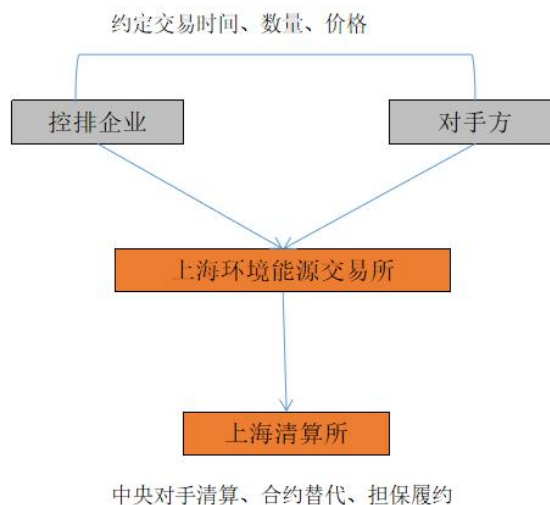 约定交易时间、数量、价格
控排企业
对手方
上海环境能源交易所
上海清算所
中央对手清算、合约替代、担保履约